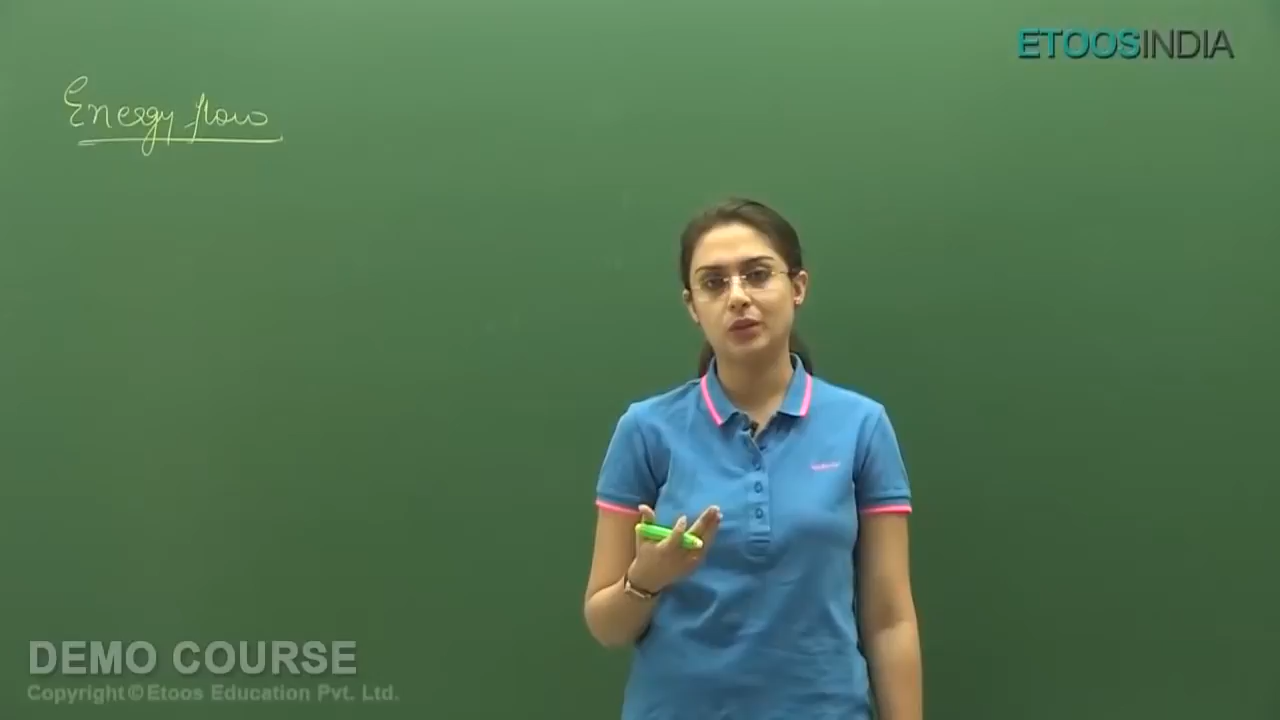 ETOOSINDIA
Energy flow
DEMO COURSE
Copyright © Etoos Education Pvt. Ltd.